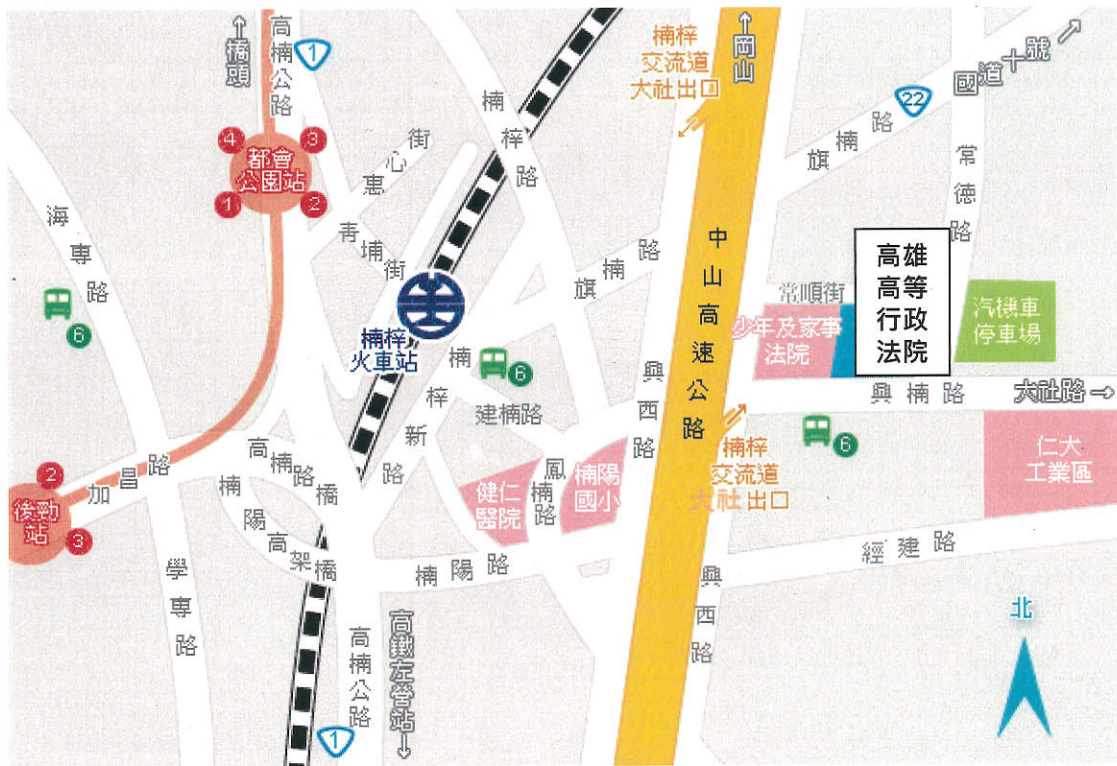 ↑橋頭
高楠公路
1
楠梓
交流道
大社出口
↑岡山
國道十號→
22
旗楠路
常德路
楠梓路
4
3
都會
公園站
1
2
惠心街
青埔街
海專路
6
楠梓
火車站
旗楠路
中山高速公路
常順街
少年及家事
法院
高雄
高等
行政
法院
汽機車
停車場
興楠路
大社路→
6
建楠路
楠梓新路
興西路
楠梓
交流道
大社出口
6
仁大
工業區
2
後勁
站
3
加昌路
高楠路橋
楠陽高架橋
健仁
醫院
鳳楠路
楠陽
國小
楠陽路
經建路
學專路
高楠公路
1
高鐵左營站→
興西路
北